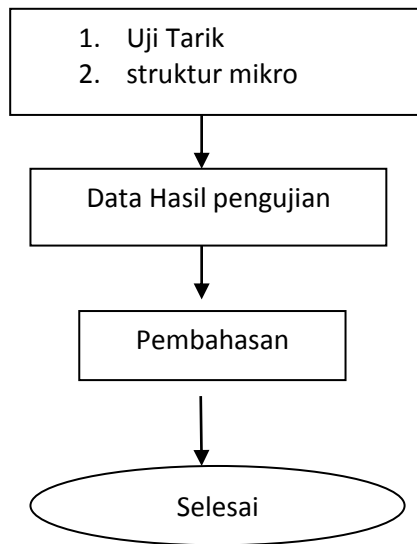 1. Uji Tarik
2. struktur mikro
Data Hasil pengujian
Pembahasan
Selesai